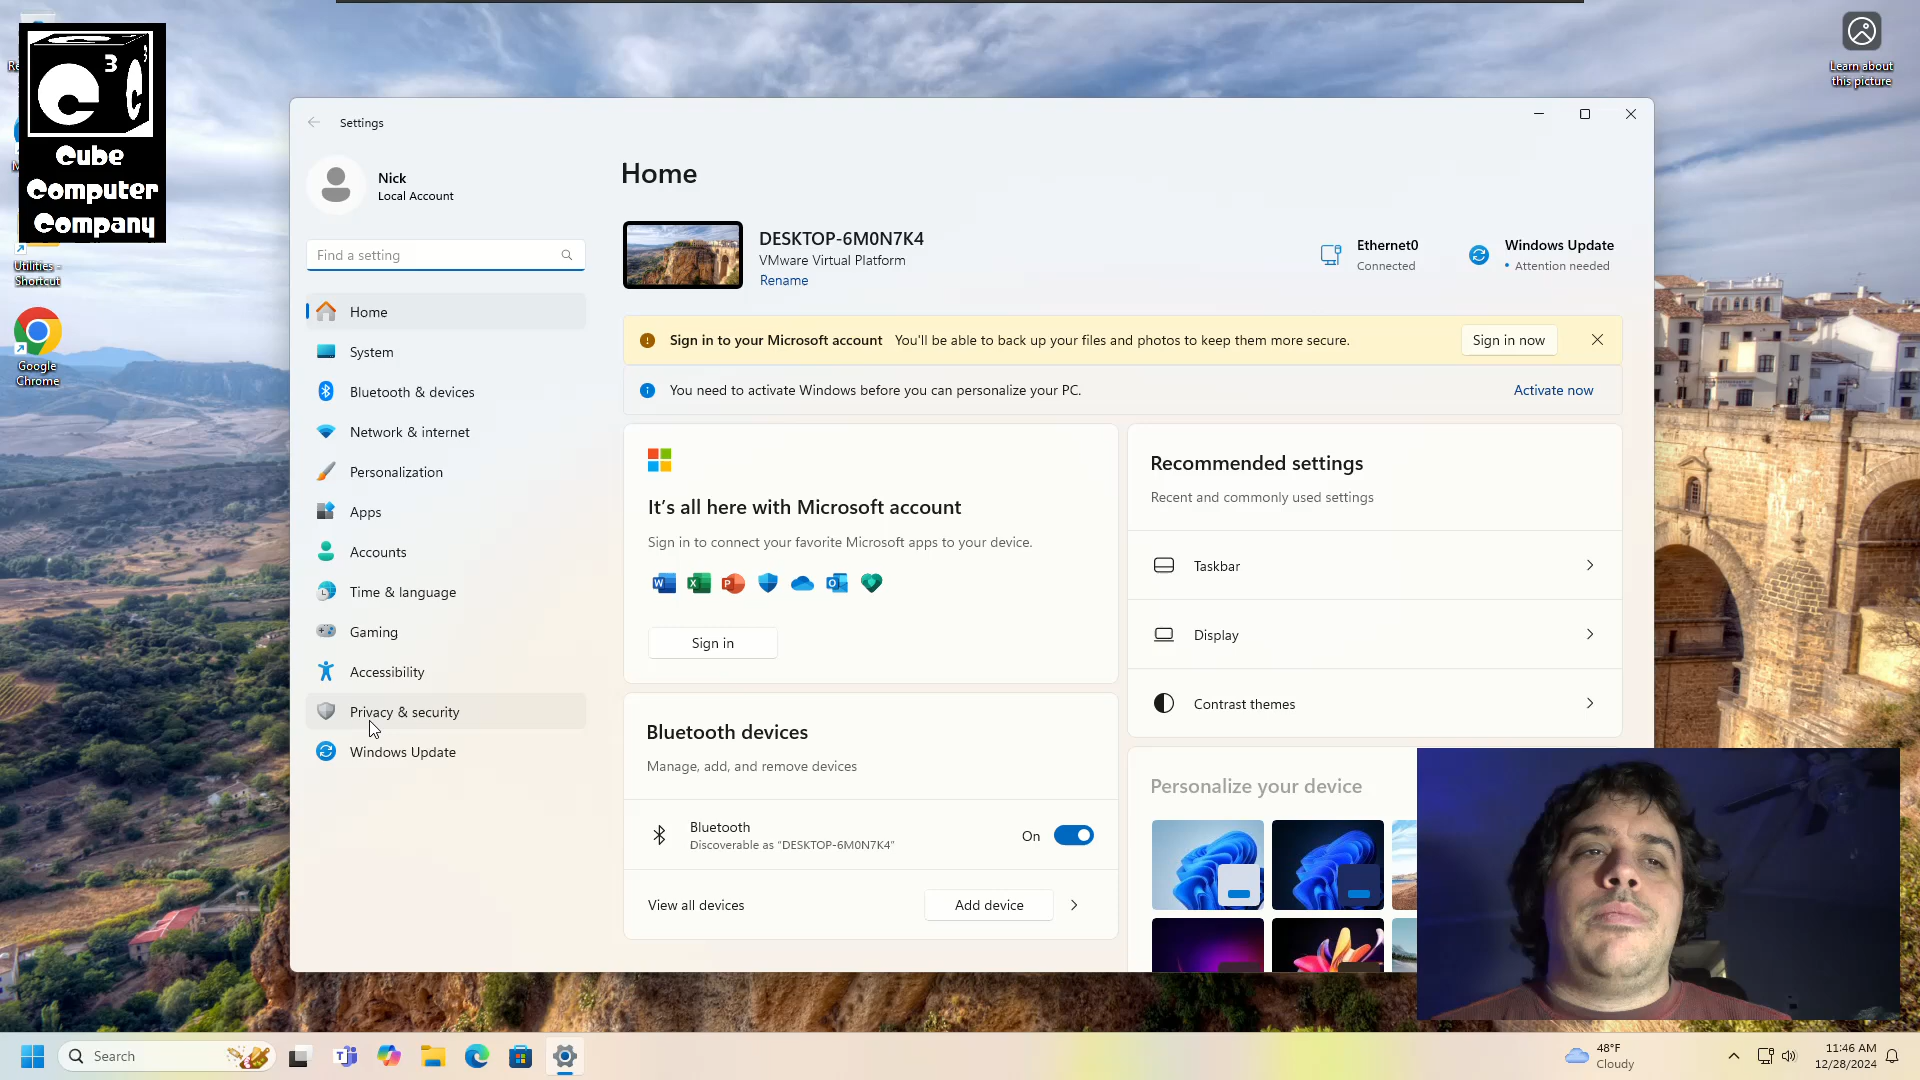 Cube
Computer
Company
3
3
Utilities -
Shortcut
Google
Chrome
Learn about
this picture
Settings
Nick
Local Account
Find a setting
Home
System
Bluetooth & devices
Network & internet
Personalization
Apps
Accounts
Time & language
Gaming
Accessibility
Privacy & security
Windows Update
Home
DESKTOP-6M0N7K4
VMware Virtual Platform
Rename
Ethernet0
Connected
Windows Update
• Attention needed
Sign in to your Microsoft account You'll be able to back up your files and photos to keep them more secure.
Sign in now
You need to activate Windows before you can personalize your PC.
Activate now
It's all here with Microsoft account
Sign in to connect your favorite Microsoft apps to your device.
Sign in
Bluetooth devices
Manage, add, and remove devices
Bluetooth
Discoverable as "DESKTOP-6M0N7K4"
On
View all devices
Add device
Recommended settings
Recent and commonly used settings
Taskbar
Display
Contrast themes
Personalize your device
Search
48°F
Cloudy
11:46 AM
12/28/2024